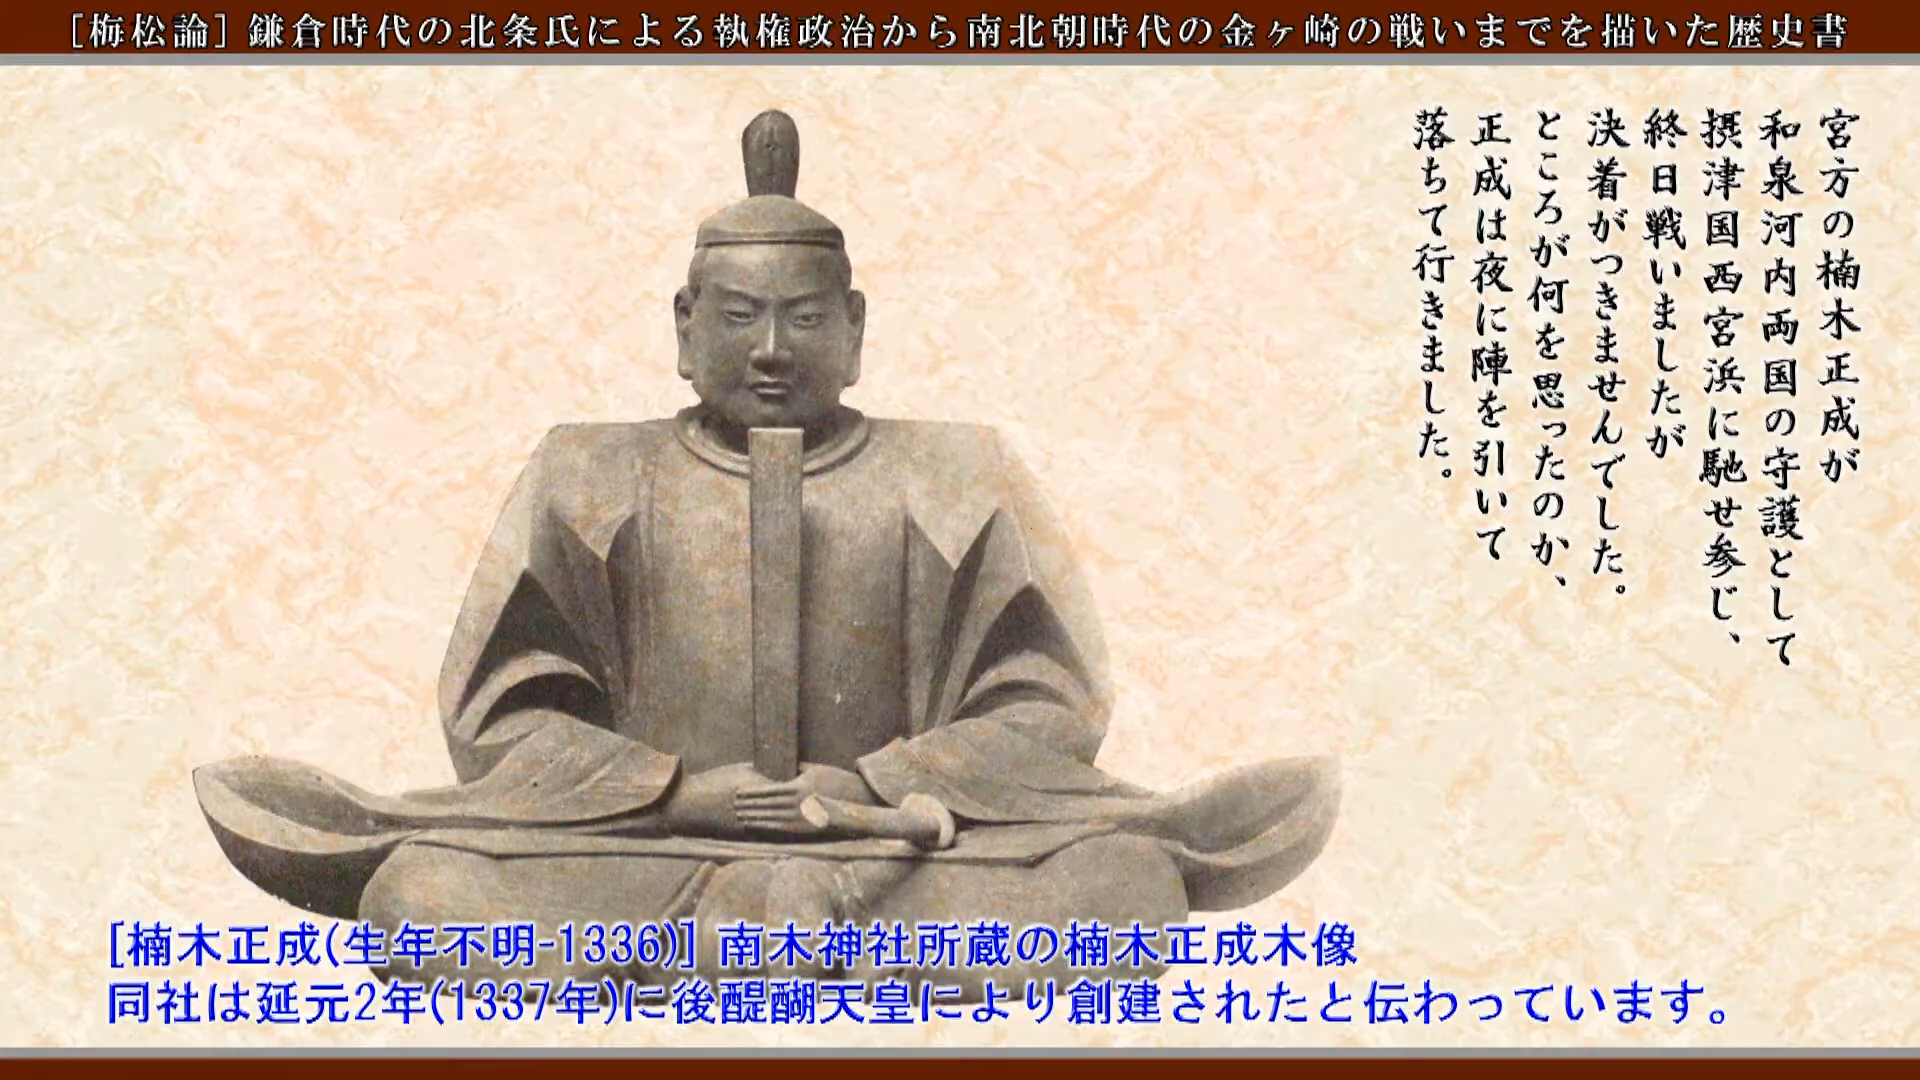 [梅松論] 鎌倉時代の北条氏による執権政治から南北朝時代の金ヶ崎の戦いまでを描いた歴史書
宮方の楠木正成が
和泉河内両国の守護として
摂津国西宮浜に馳せ参じ、
終日戦いましたが
決着がつきませんでした。
ところが何を思ったのか、
正成は夜に陣を引いて
落ちて行きました。
[楠木正成(生年不明-1336)] 南木神社所蔵の楠木正成木像
同社は延元2年(1337年)に後醍醐天皇により創建されたと伝わっています。